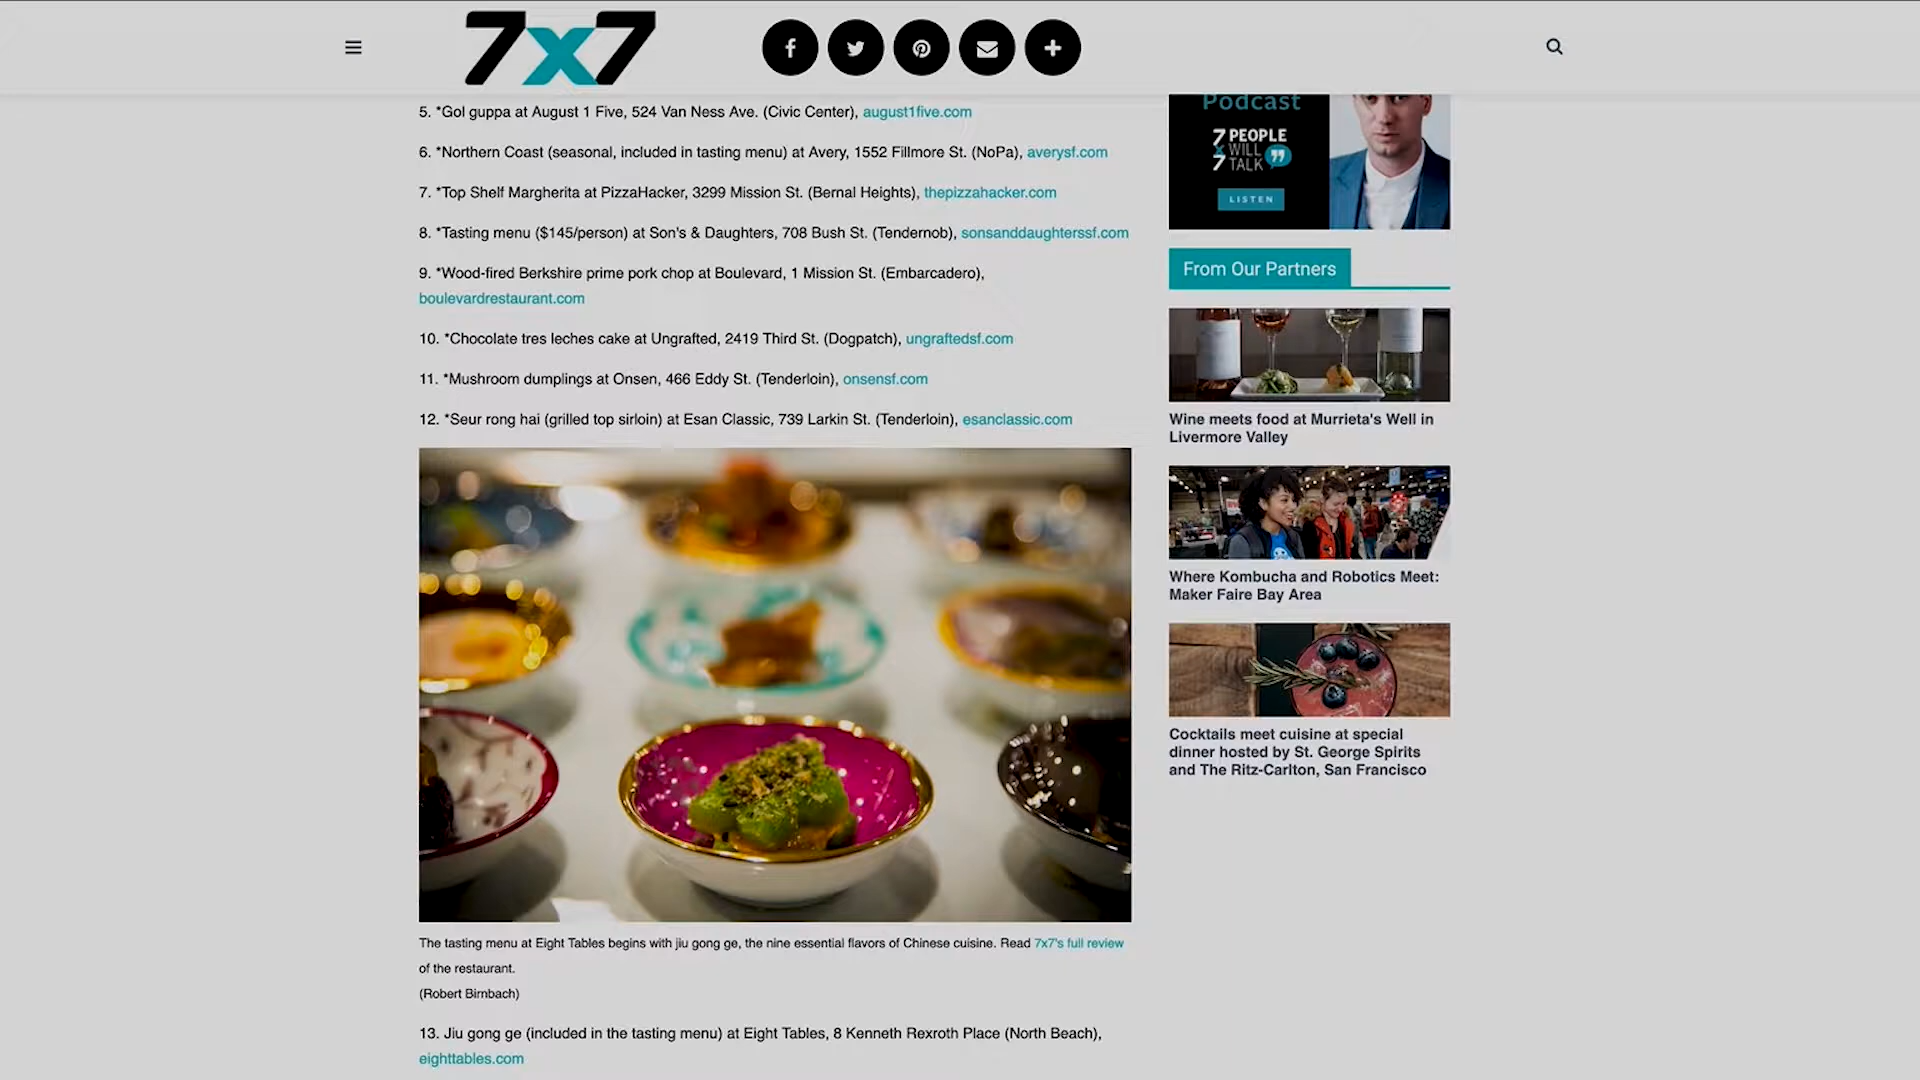 7x7
5. *Gol guppa at August 1 Five, 524 Van Ness Ave. (Civic Center), august1five.com
6. *Northern Coast (seasonal, included in tasting menu) at Avery, 1552 Fillmore St. (NoPa), averysf.com
7. *Top Shelf Margherita at PizzaHacker, 3299 Mission St. (Bernal Heights), thepizzahacker.com
8. *Tasting menu ($145/person) at Son's & Daughters, 708 Bush St. (Tendernob), sonsanddaughterssf.com
9. *Wood-fired Berkshire prime pork chop at Boulevard, 1 Mission St. (Embarcadero),
boulevardrestaurant.com
10. *Chocolate tres leches cake at Ungrafted, 2419 Third St. (Dogpatch), ungraftedsf.com
11. *Mushroom dumplings at Onsen, 466 Eddy St. (Tenderloin), onsensf.com
12. *Seur rong hai (grilled top sirloin) at Esan Classic, 739 Larkin St. (Tenderloin), esanclassic.com
The tasting menu at Eight Tables begins with jiu gong ge, the nine essential flavors of Chinese cuisine. Read 7x7's full review
of the restaurant.
(Robert Birnbach)
13. Jiu gong ge (included in the tasting menu) at Eight Tables, 8 Kenneth Rexroth Place (North Beach),
eighttables.com
Podcast
7 PEOPLE
x WILL
7 TALK
LISTEN
From Our Partners
Wine meets food at Murrieta's Well in
Livermore Valley
Where Kombucha and Robotics Meet:
Maker Faire Bay Area
Cocktails meet cuisine at special
dinner hosted by St. George Spirits
and The Ritz-Carlton, San Francisco